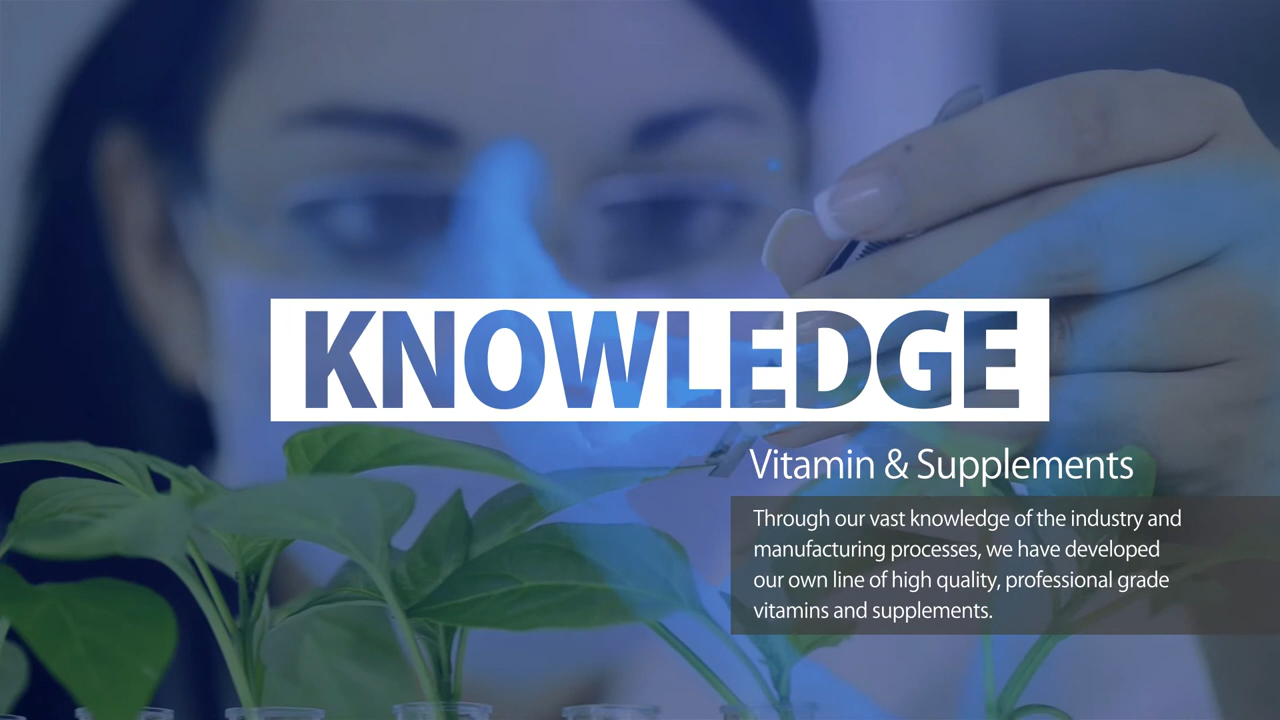 KNOWLEDGE
Vitamin & Supplements
Through our vast knowledge of the industry and
manufacturing processes, we have developed
our own line of high quality, professional grade
vitamins and supplements.